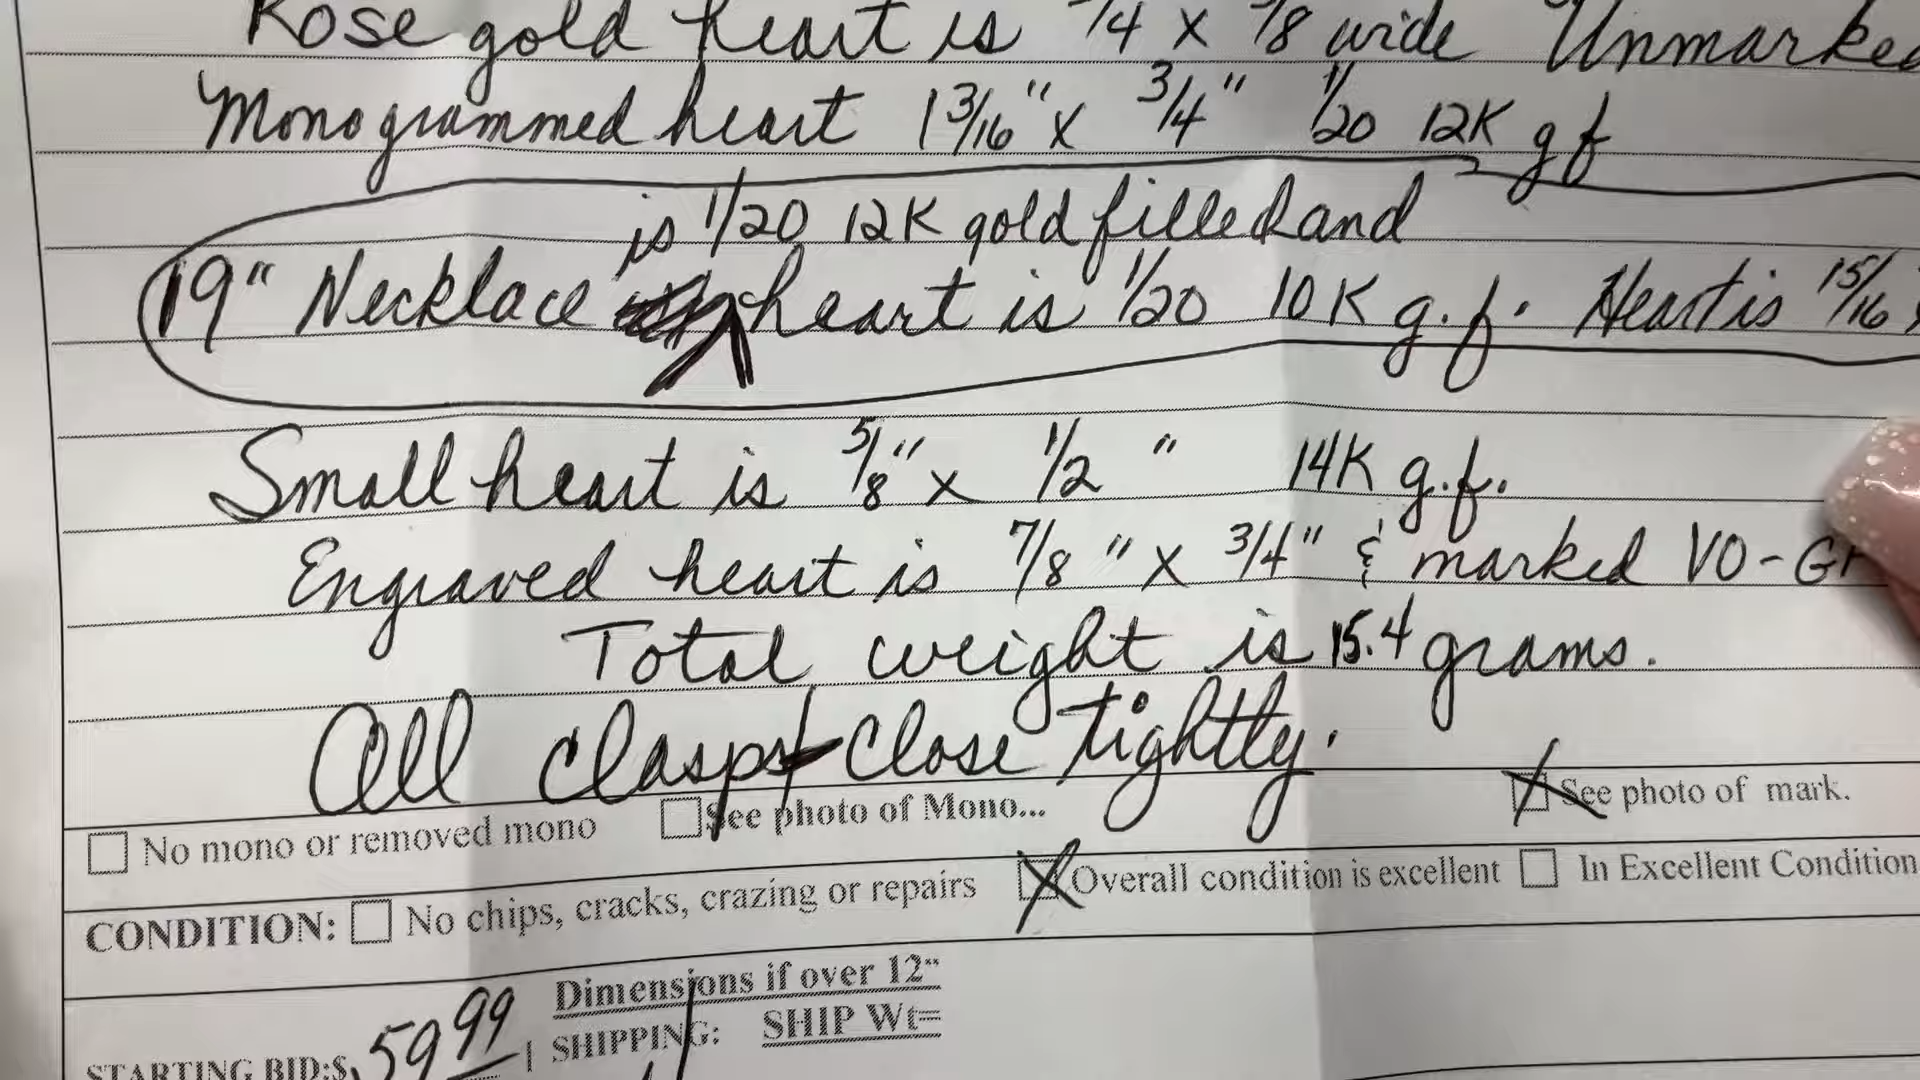 Rose gold heart is 3/4 x 7/8 wide Unmarked
Monogrammed heart 1 3/16" x 3/4" 1/20 12K gf
is 1/20 12K gold filled and
19" Necklace heart is 1/20 10K g.f. Heart is 15/16
Small heart is 5/8" x 1/2" 14K g.f.
Engraved heart is 7/8" x 3/4" & marked VO-GF
Total weight is 15.4 grams.
All clasps close tightly.
No mono or removed mono See photo of Mono... See photo of mark.
CONDITION: No chips, cracks, crazing or repairs Overall condition is excellent In Excellent Condition
Dimensions if over 12"
STARTING BID:$ 59.99 SHIPPING: SHIP Wt=